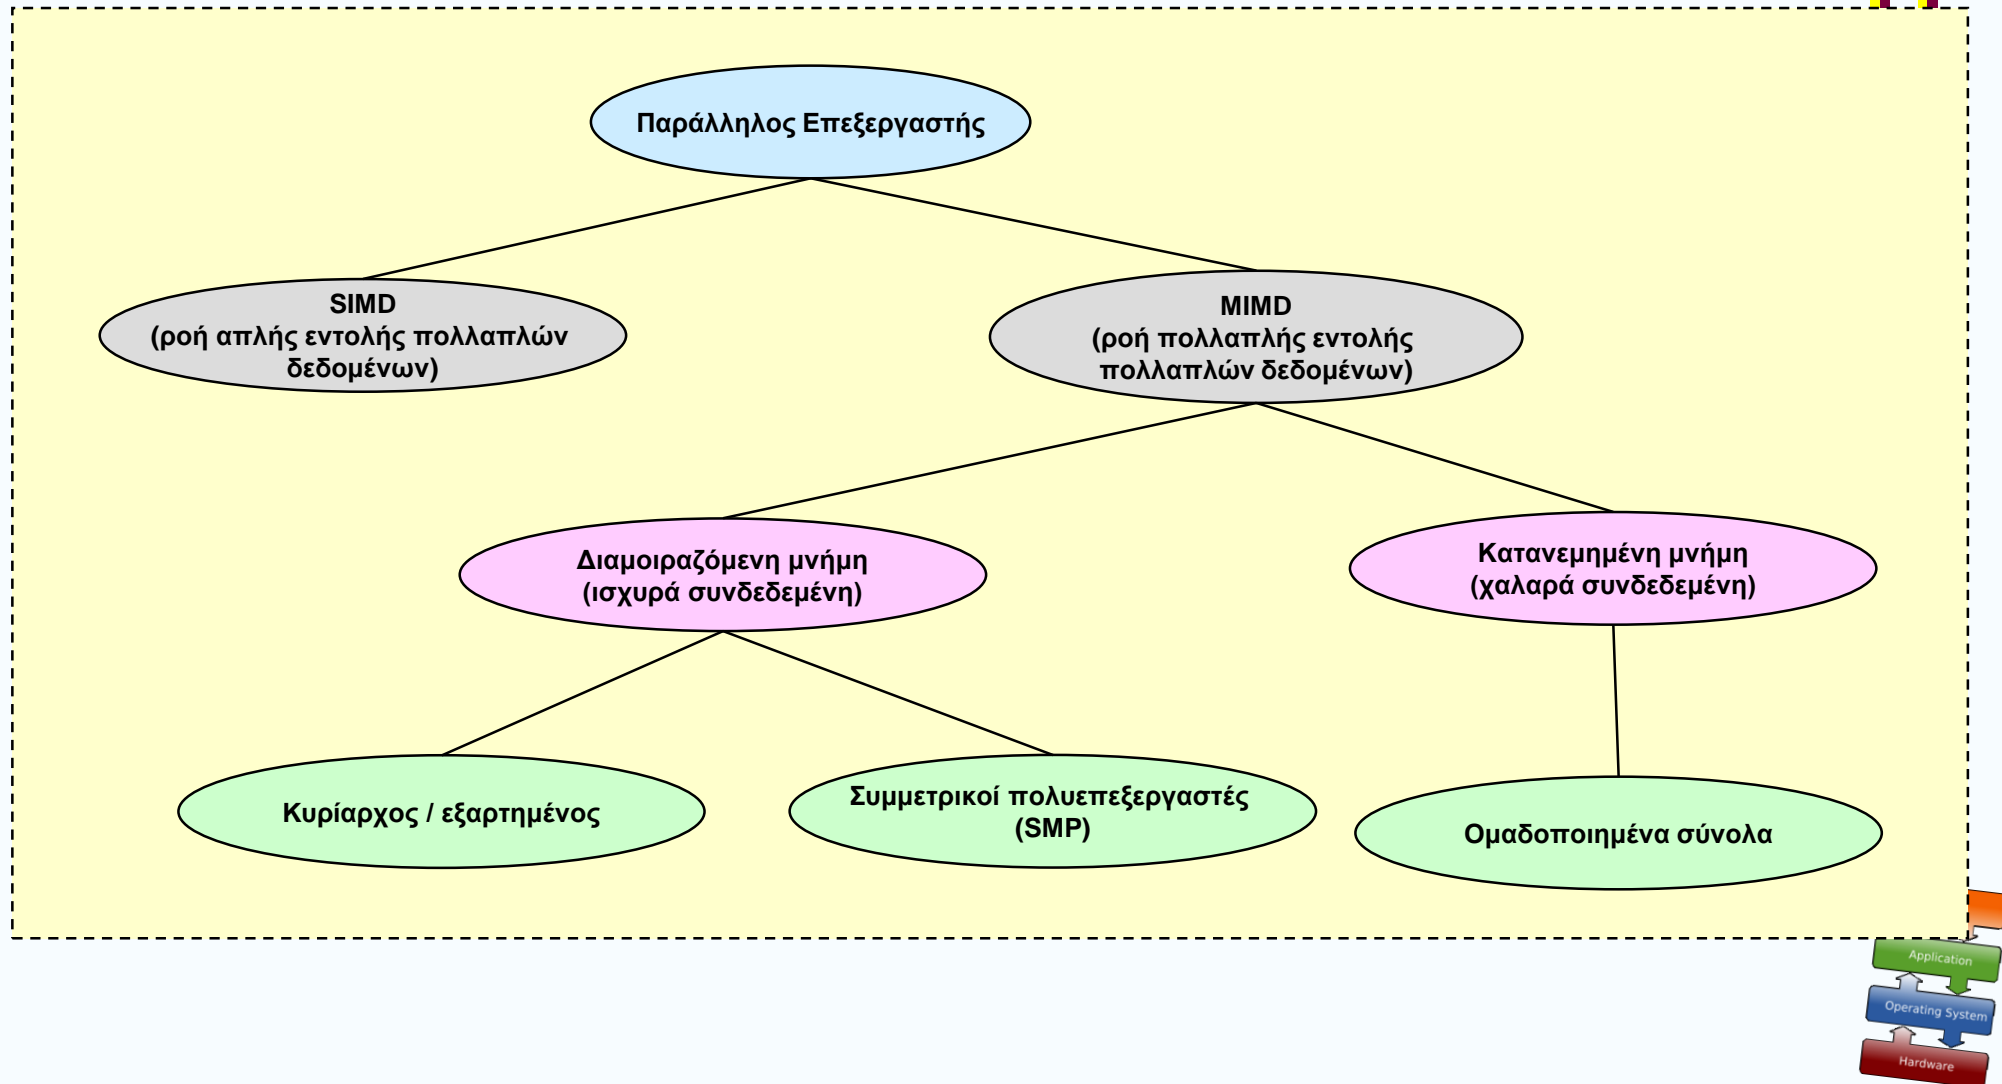 Παράλληλος Επεξεργαστής
SIMD
(ροή απλής εντολής πολλαπλών
δεδομένων)
MIMD
(ροή πολλαπλής εντολής
πολλαπλών δεδομένων)
Διαμοιραζόμενη μνήμη
(ισχυρά συνδεδεμένη)
Κατανεμημένη μνήμη
(χαλαρά συνδεδεμένη)
Κυρίαρχος / εξαρτημένος
Συμμετρικοί πολυεπεξεργαστές
(SMP)
Ομαδοποιημένα σύνολα
Application
Operating System
Hardware